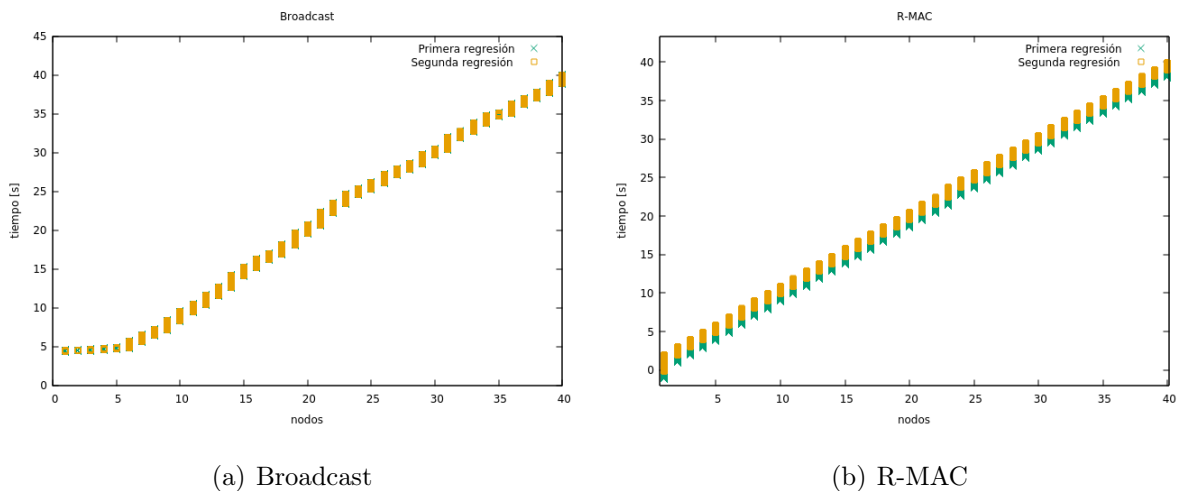 Broadcast
45
40
35
30
25
20
15
10
5
0
tiempo [s]
Primera regresión
Segunda regresión
0 5 10 15 20 25 30 35 40
nodos
(a) Broadcast
R-MAC
40
35
30
25
20
15
10
5
0
tiempo [s]
Primera regresión
Segunda regresión
5 10 15 20 25 30 35 40
nodos
(b) R-MAC